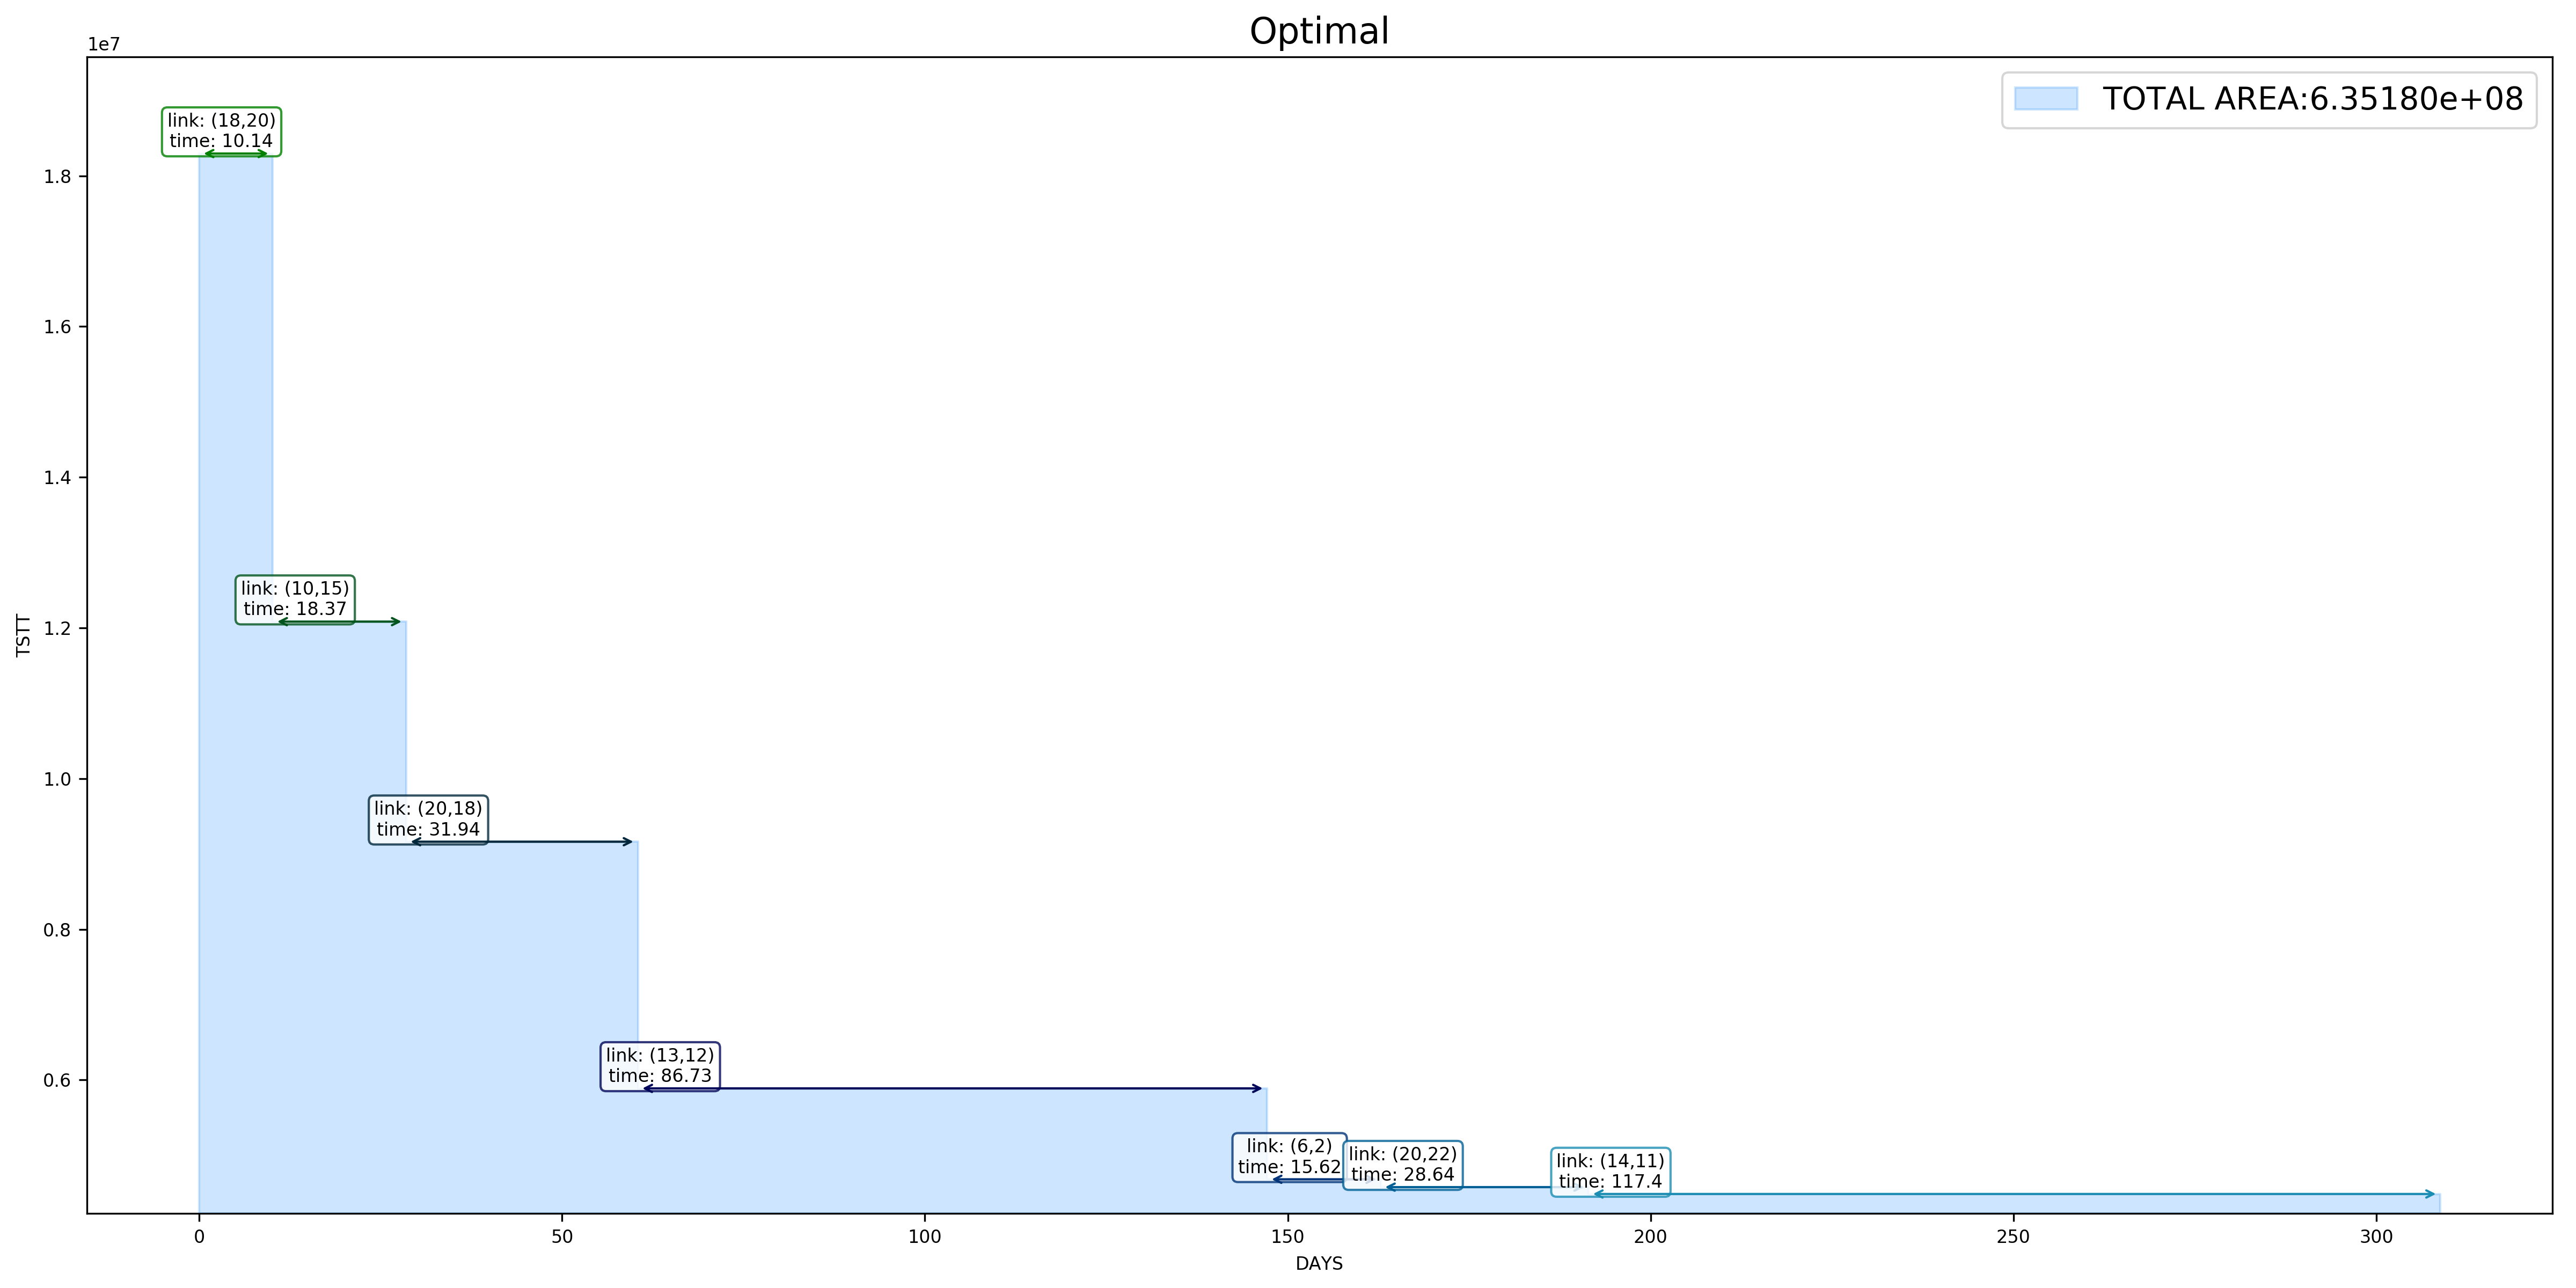 Optimal
1e7
TOTAL AREA:6.35180e+08
link: (18,20)
time: 10.14
1.8
1.6
1.4
link: (10,15)
time: 18.37
1.2
TSTT
link: (20,18)
time: 31.94
1.0
0.8
link: (13,12)
time: 86.73
0.6
link: (6,2)
time: 15.62
link: (20,22)
time: 28.64
link: (14,11)
time: 117.4
0 50 100 150 200 250 300
DAYS